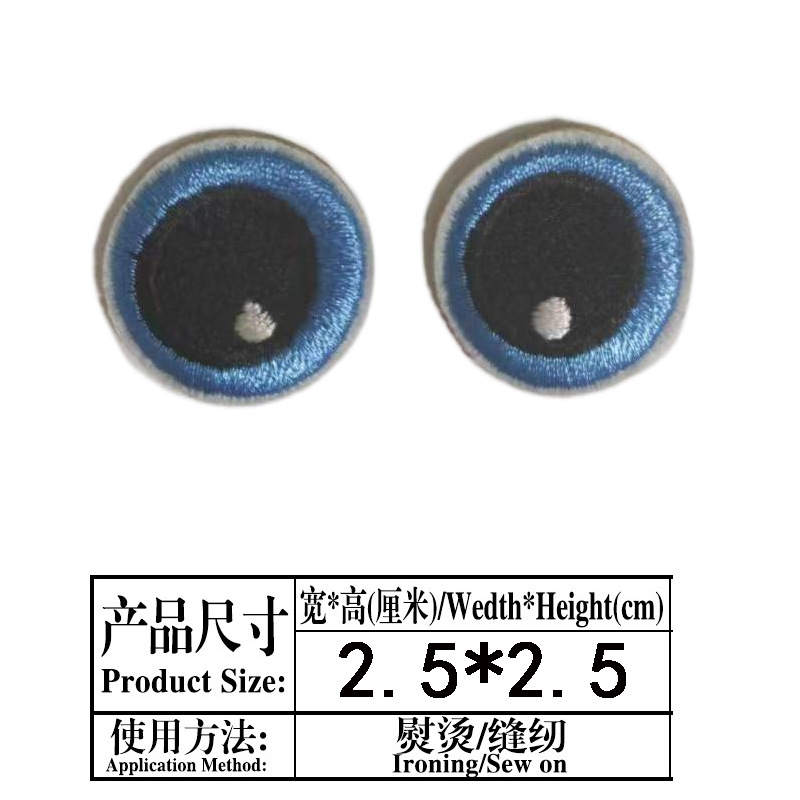 产品尺寸
Product Size:
宽*高(厘米)/Wedth*Height(cm)
2.5*2.5
使用方法:
Application Method:
熨烫/缝纫
Ironing/Sew on